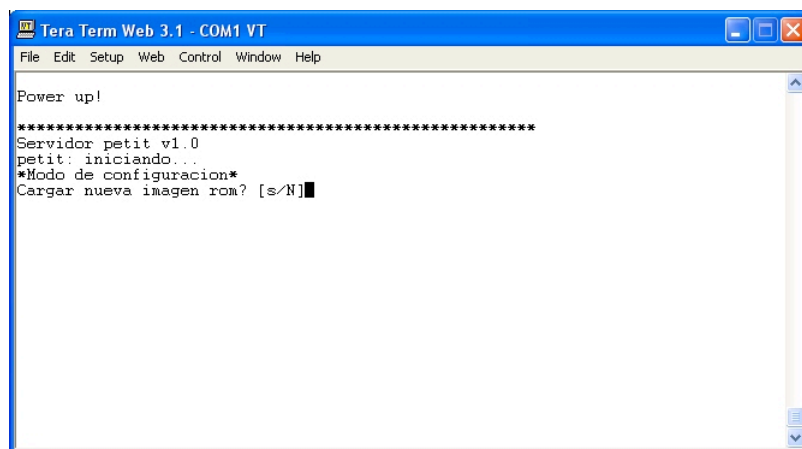 Tera Term Web 3.1 - COM1 VT
File Edit Setup Web Control Window Help
Power up!
******************************************************
Servidor petit v1.0
petit: iniciando...
*Modo de configuracion*
Cargar nueva imagen rom? [s/N]